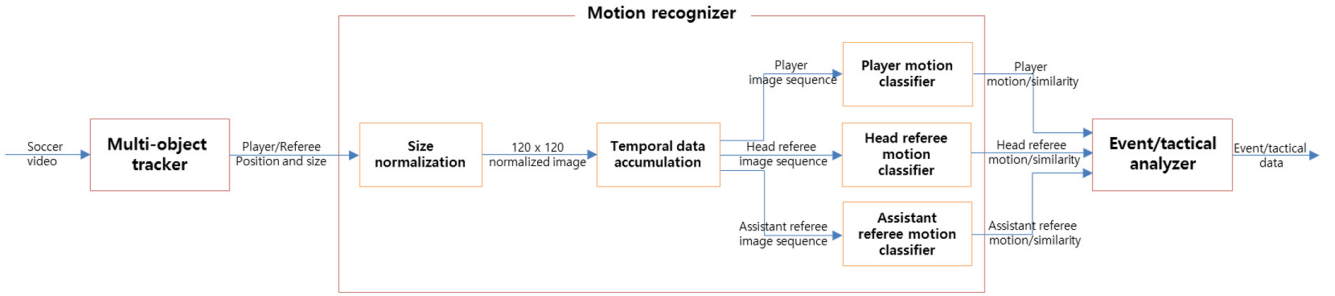 Motion recognizer
Soccer
video
Multi-object
tracker
Player/Referee
Position and size
Size
normalization
120 x 120
normalized image
Temporal data
accumulation
Player
image sequence
Head referee
image sequence
Assistant referee
image sequence
Player motion
classifier
Head referee
motion
classifier
Assistant
referee motion
classifier
Player
motion/similarity
Head referee
motion/similarity
Assistant referee
motion/similarity
Event/tactical
analyzer
Event/tactical
data